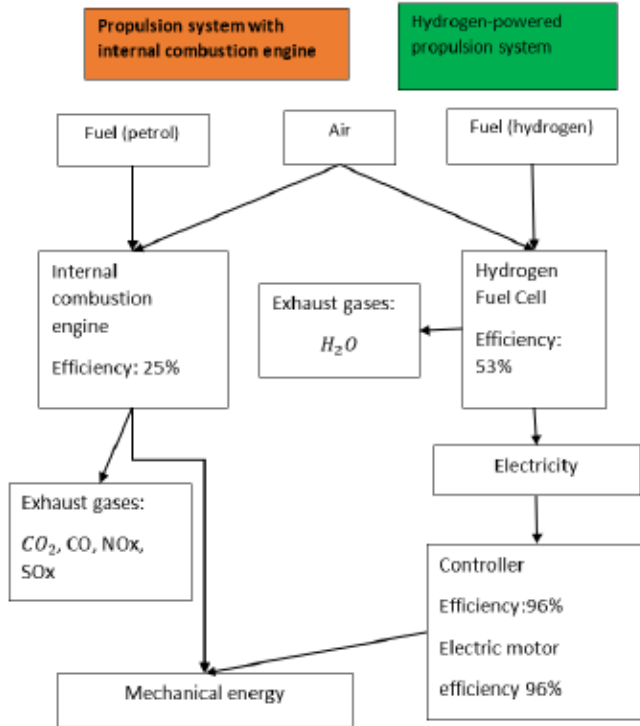 Propulsion system with
internal combustion engine
Hydrogen-powered
propulsion system
Fuel (petrol)
Air
Fuel (hydrogen)
Internal
combustion
engine
Efficiency: 25%
Exhaust gases:
H₂O
Hydrogen
Fuel Cell
Efficiency:
53%
Electricity
Exhaust gases:
CO₂, CO, NOx,
SOx
Controller
Efficiency:96%
Electric motor
efficiency 96%
Mechanical energy